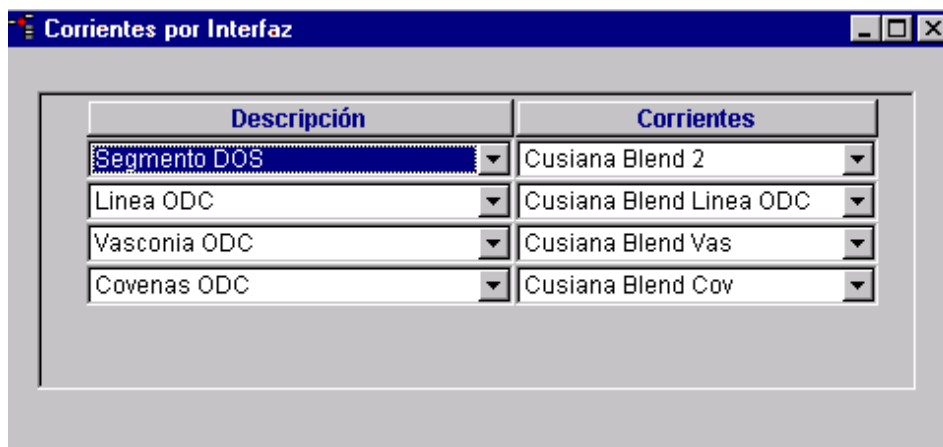 Corrientes por Interfaz
Descripción Corrientes
Segmento DOS Cusiana Blend 2
Linea ODC Cusiana Blend Linea ODC
Vasconia ODC Cusiana Blend Vas
Covenas ODC Cusiana Blend Cov